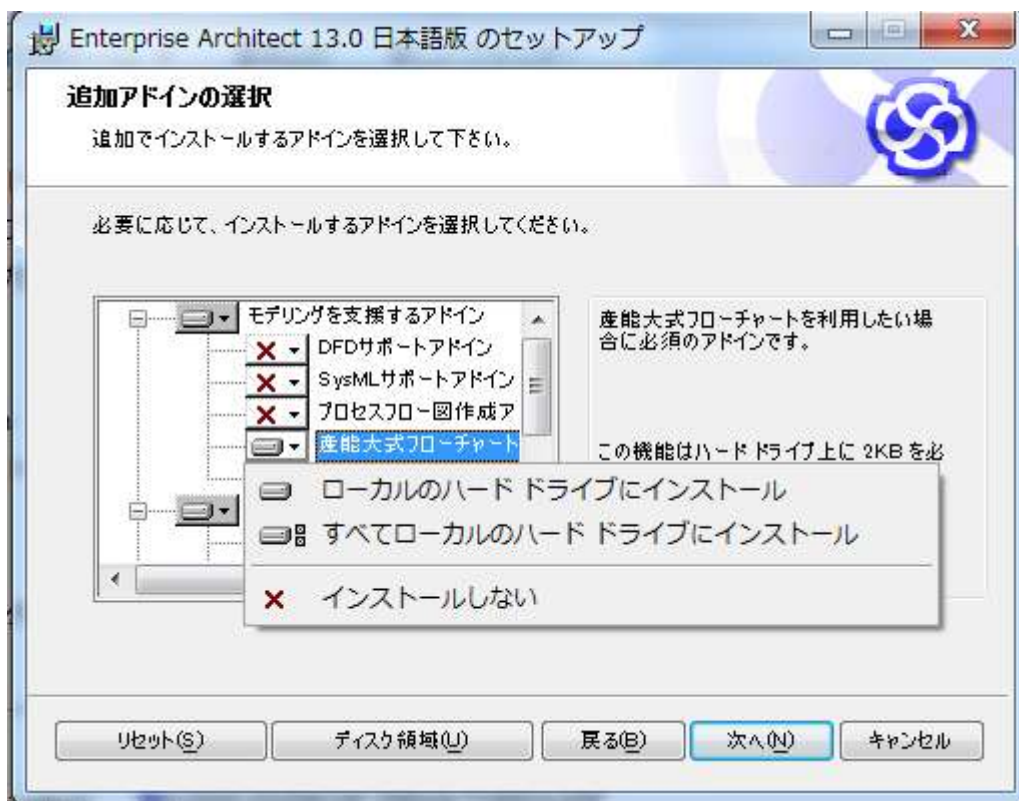 Enterprise Architect 13.0 日本語版 のセットアップ
追加アドインの選択
追加でインストールするアドインを選択して下さい。
必要に応じて、インストールするアドインを選択してください。
モデリングを支援するアドイン
DFDサポートアドイン
SysMLサポートアドイン
プロセスフロー図作成ア
産能大式フローチャート
産能大式フローチャートを利用したい場
合に必須のアドインです。
この機能はハード ドライブ上に 2KB を必
ローカルのハード ドライブにインストール
すべてローカルのハード ドライブにインストール
インストールしない
リセット(S)
ディスク領域(U)
戻る(B)
次へ(N)
キャンセル